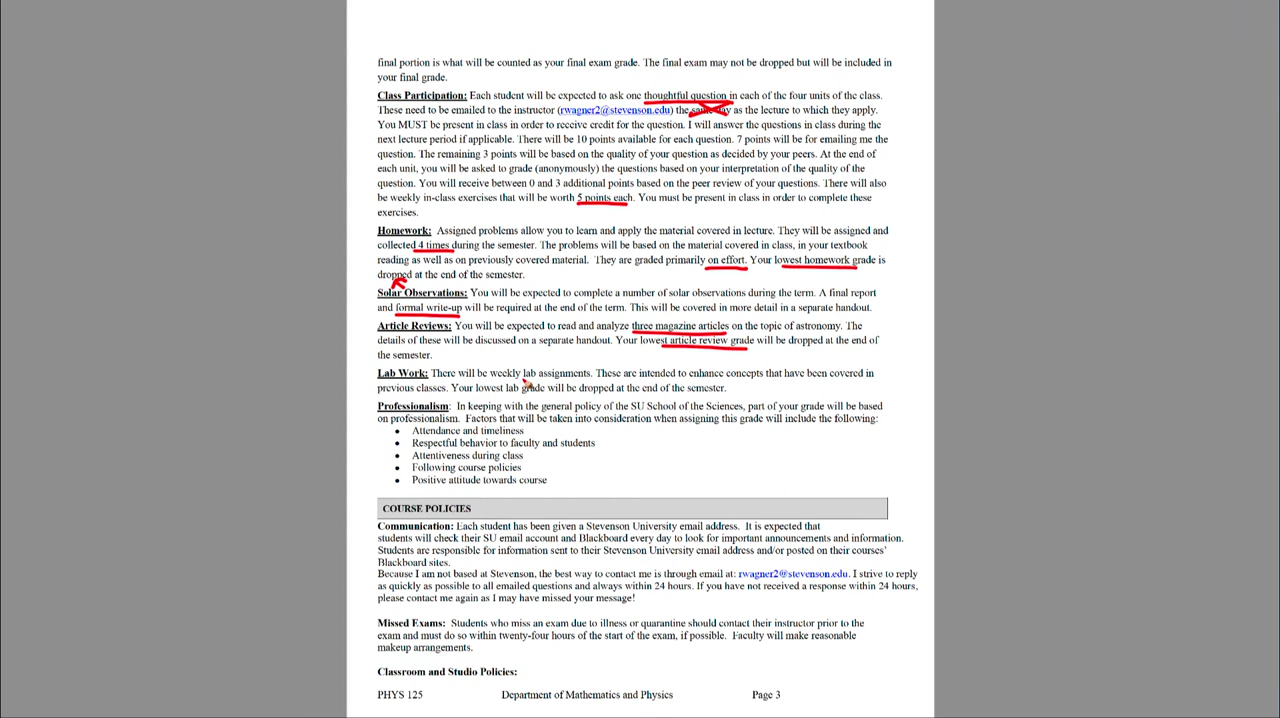 final portion is what will be counted as your final exam grade. The final exam may not be dropped but will be included in
your final grade.
Class Participation: Each student will be expected to ask one thoughtful question in each of the four units of the class.
These need to be emailed to the instructor (rwagner2@stevenson.edu) the same day as the lecture to which they apply.
You MUST be present in class in order to receive credit for the question. I will answer the questions in class during the
next lecture period if applicable. There will be 10 points available for each question. 7 points will be for emailing me the
question. The remaining 3 points will be based on the quality of your question as decided by your peers. At the end of
each unit, you will be asked to grade (anonymously) the questions based on your interpretation of the quality of the
question. You will receive between 0 and 3 additional points based on the peer review of your questions. There will also
be weekly in-class exercises that will be worth 5 points each. You must be present in class in order to complete these
exercises.
Homework: Assigned problems allow you to learn and apply the material covered in lecture. They will be assigned and
collected 4 times during the semester. The problems will be based on the material covered in class, in your textbook
reading as well as on previously covered material. They are graded primarily on effort. Your lowest homework grade is
dropped at the end of the semester.
Solar Observations: You will be expected to complete a number of solar observations during the term. A final report
and formal write-up will be required at the end of the term. This will be covered in more detail in a separate handout.
Article Reviews: You will be expected to read and analyze three magazine articles on the topic of astronomy. The
details of these will be discussed on a separate handout. Your lowest article review grade will be dropped at the end of
the semester.
Lab Work: There will be weekly lab assignments. These are intended to enhance concepts that have been covered in
previous classes. Your lowest lab grade will be dropped at the end of the semester.
Professionalism: In keeping with the general policy of the SU School of the Sciences, part of your grade will be based
on professionalism. Factors that will be taken into consideration when assigning this grade will include the following:
• Attendance and timeliness
• Respectful behavior to faculty and students
• Attentiveness during class
• Following course policies
• Positive attitude towards course
COURSE POLICIES
Communication: Each student has been given a Stevenson University email address. It is expected that
students will check their SU email account and Blackboard every day to look for important announcements and information.
Students are responsible for information sent to their Stevenson University email address and/or posted on their courses'
Blackboard sites.
Because I am not based at Stevenson, the best way to contact me is through email at: rwagner2@stevenson.edu. I strive to reply
as quickly as possible to all emailed questions and always within 24 hours. If you have not received a response within 24 hours,
please contact me again as I may have missed your message!
Missed Exams: Students who miss an exam due to illness or quarantine should contact their instructor prior to the
exam and must do so within twenty-four hours of the start of the exam, if possible. Faculty will make reasonable
makeup arrangements.
Classroom and Studio Policies:
PHYS 125 Department of Mathematics and Physics Page 3